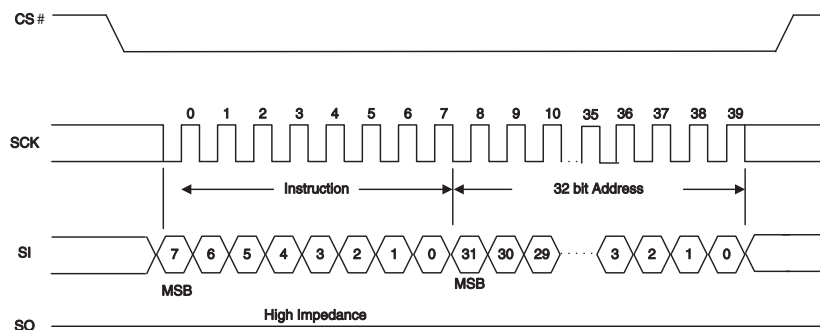 CS #
0 1 2 3 4 5 6 7 8 9 10 35 36 37 38 39
SCK
Instruction 32 bit Address
SI 7 6 5 4 3 2 1 0 31 30 29 3 2 1 0
MSB MSB
High Impedance
SO